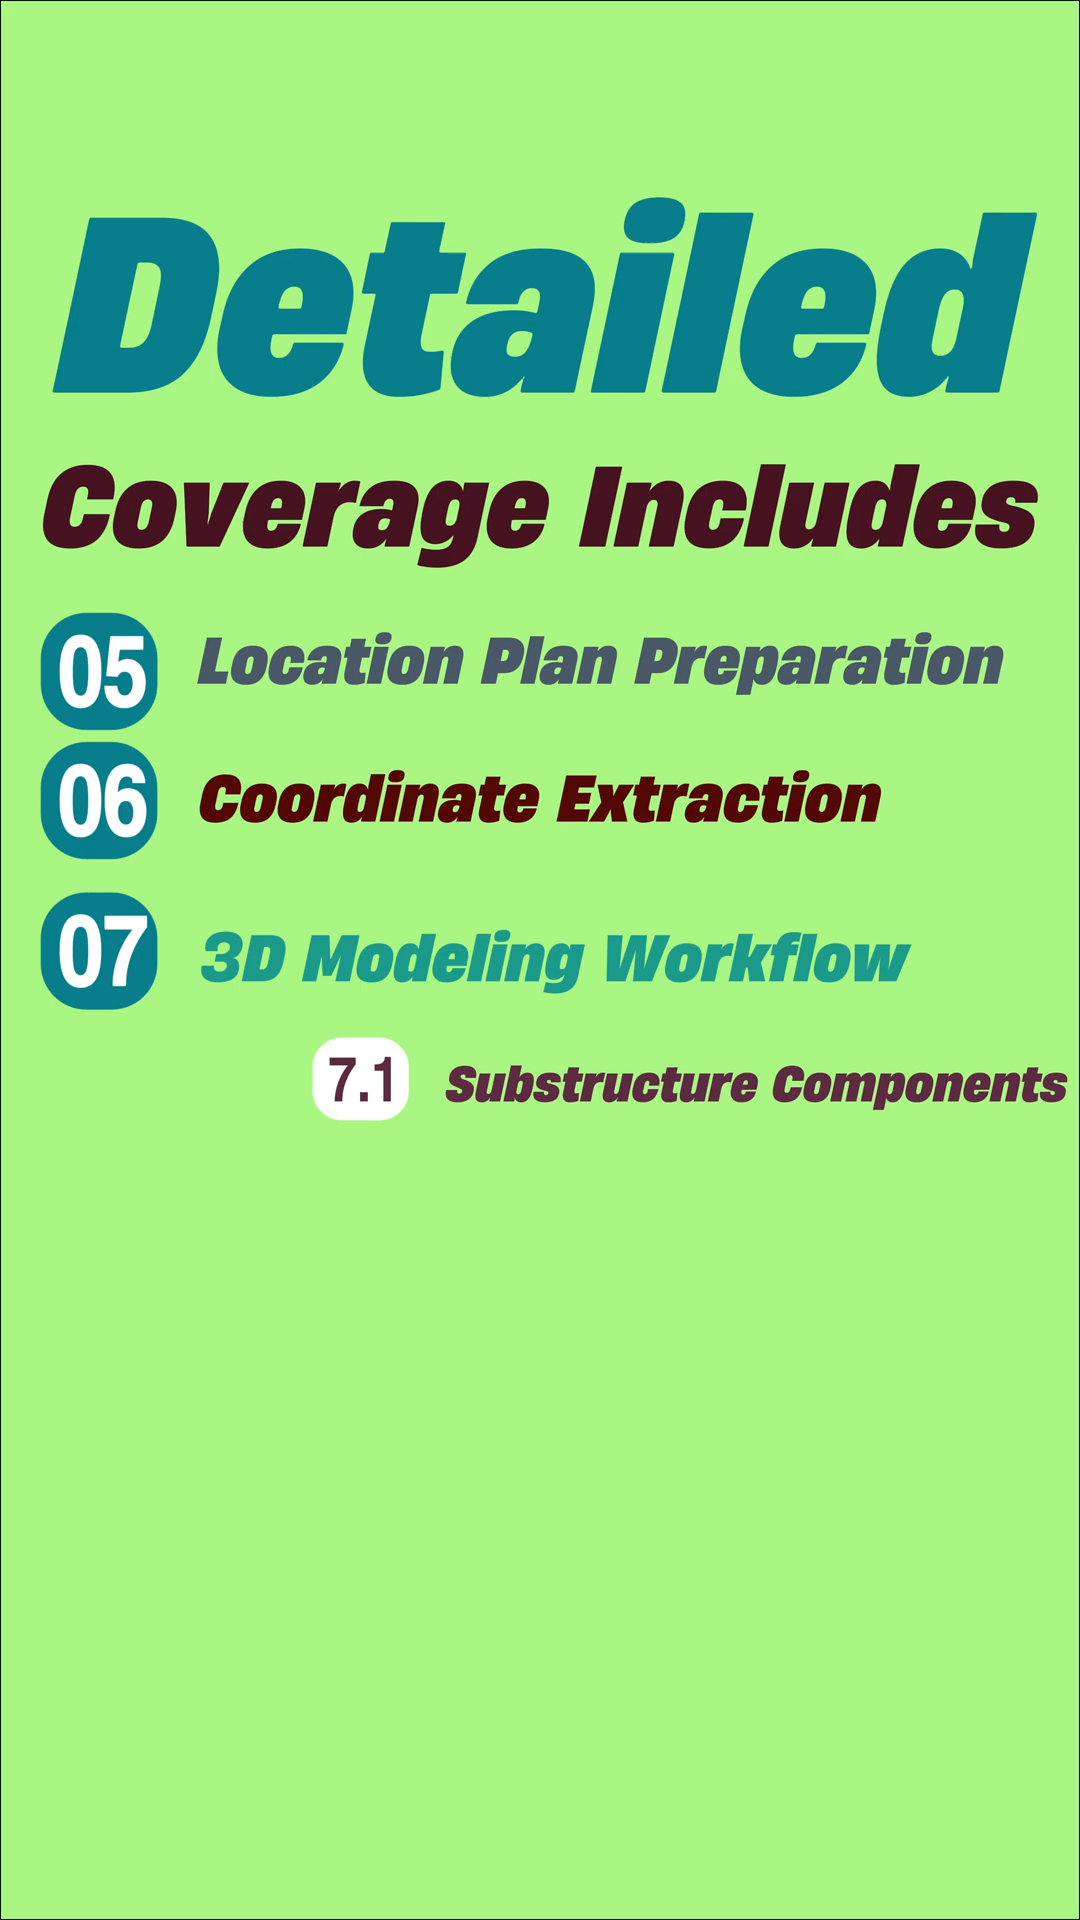 Detailed
Coverage Includes
05 Location Plan Preparation
06 Coordinate Extraction
07 3D Modeling Workflow
7.1 Substructure Components